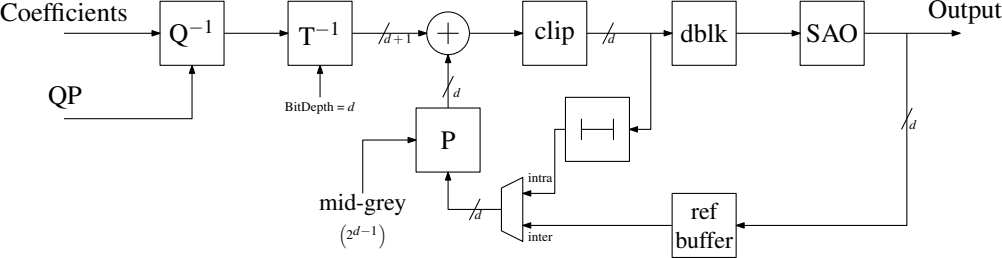 Coefficients
Output
Q⁻¹
T⁻¹
d+1
+
clip
d
dblk
SAO
QP
BitDepth = d
d
P
d
mid-grey
(2^{d−1})
intra
d
inter
ref
buffer